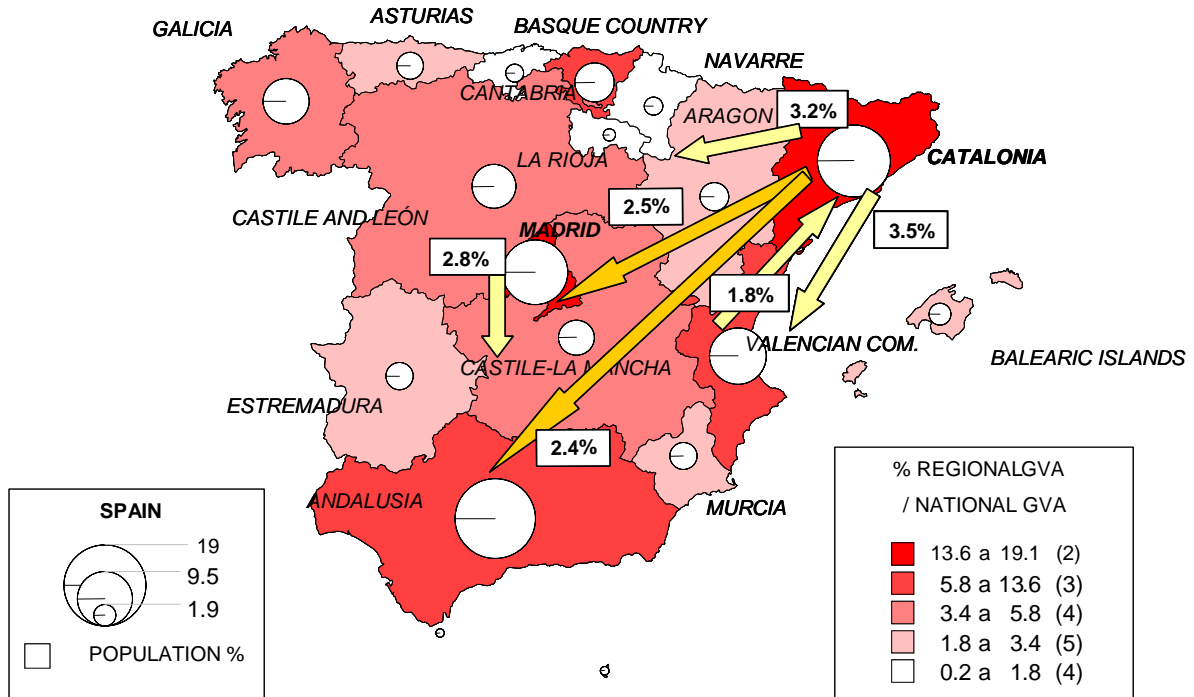 ASTURIAS
GALICIA
BASQUE COUNTRY
NAVARRE
CANTABRIA
ARAGON
3.2%
LA RIOJA
CATALONIA
CASTILE AND LEÓN
2.5%
MADRID
3.5%
2.8%
1.8%
VALENCIAN COM.
BALEARIC ISLANDS
CASTILE-LA MANCHA
ESTREMADURA
2.4%
ANDALUSIA
MURCIA
SPAIN
19
9.5
1.9
POPULATION %
% REGIONALGVA
/ NATIONAL GVA
13.6 a 19.1 (2)
5.8 a 13.6 (3)
3.4 a 5.8 (4)
1.8 a 3.4 (5)
0.2 a 1.8 (4)